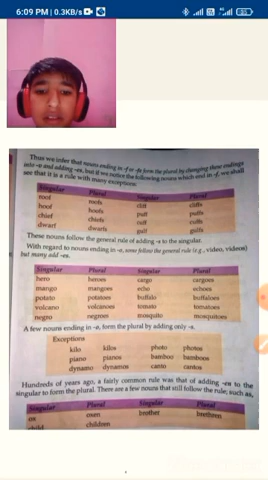 6:09 PM | 0.3KB/s
Thus we infer that nouns ending in -f or -fe form the plural by changing these endings
into -v and adding -es, but if we notice the following nouns which end in -f, we shall
see that it is a rule with many exceptions:
Singular Plural Singular Plural
roof roofs cliff cliffs
hoof hoofs puff puffs
chief chiefs cuff cuffs
dwarf dwarfs gulf gulfs
These nouns follow the general rule of adding -s to the singular.
With regard to nouns ending in -o, some follow the general rule (e.g., video, videos)
but many add -es.
Singular Plural Singular Plural
hero heroes cargo cargoes
mango mangoes echo echoes
potato potatoes buffalo buffaloes
volcano volcanoes tomato tomatoes
negro negroes mosquito mosquitoes
A few nouns ending in -o, form the plural by adding only -s.
Exceptions
kilo kilos photo photos
piano pianos bamboo bamboos
dynamo dynamos canto cantos
Hundreds of years ago, a fairly common rule was that of adding -en to the
singular to form the plural. There are a few nouns that still follow the rule; such as,
Singular Plural Singular Plural
ox oxen brother brethren
child children